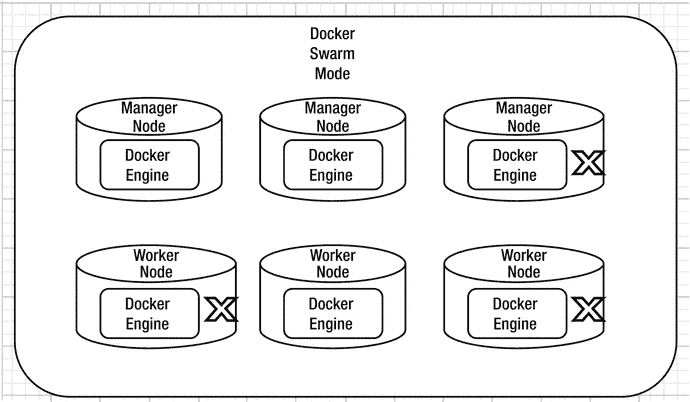 Docker
Swarm
Mode
Manager
Node
Docker
Engine
Manager
Node
Docker
Engine
Manager
Node
Docker
Engine
X
Worker
Node
Docker
Engine
X
Worker
Node
Docker
Engine
Worker
Node
Docker
Engine
X